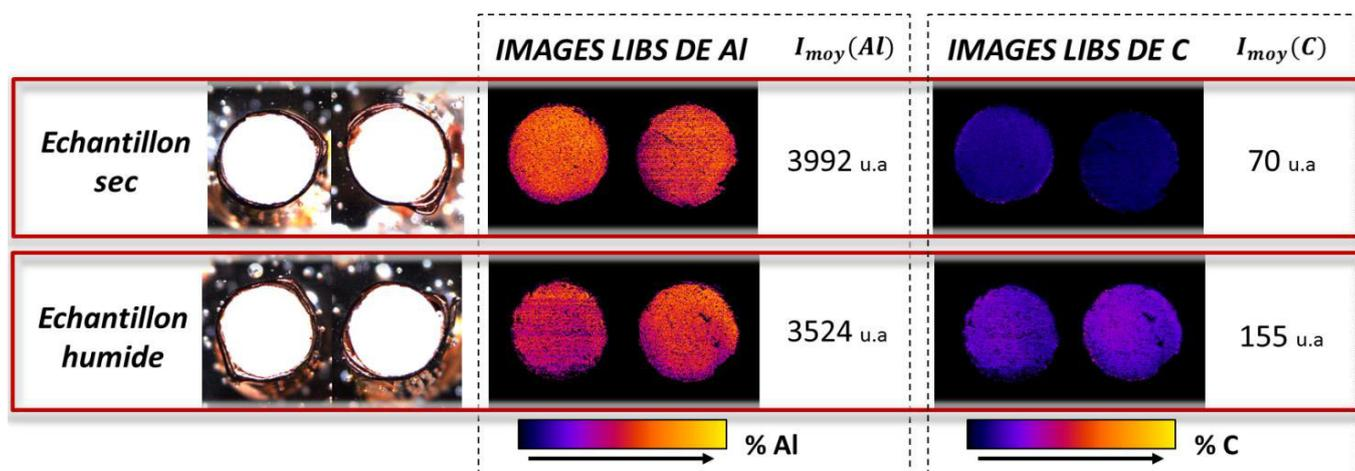 IMAGES LIBS DE Al
I_moy(Al)
IMAGES LIBS DE C
I_moy(C)
Echantillon
sec
3992 u.a
70 u.a
Echantillon
humide
3524 u.a
155 u.a
% Al
% C